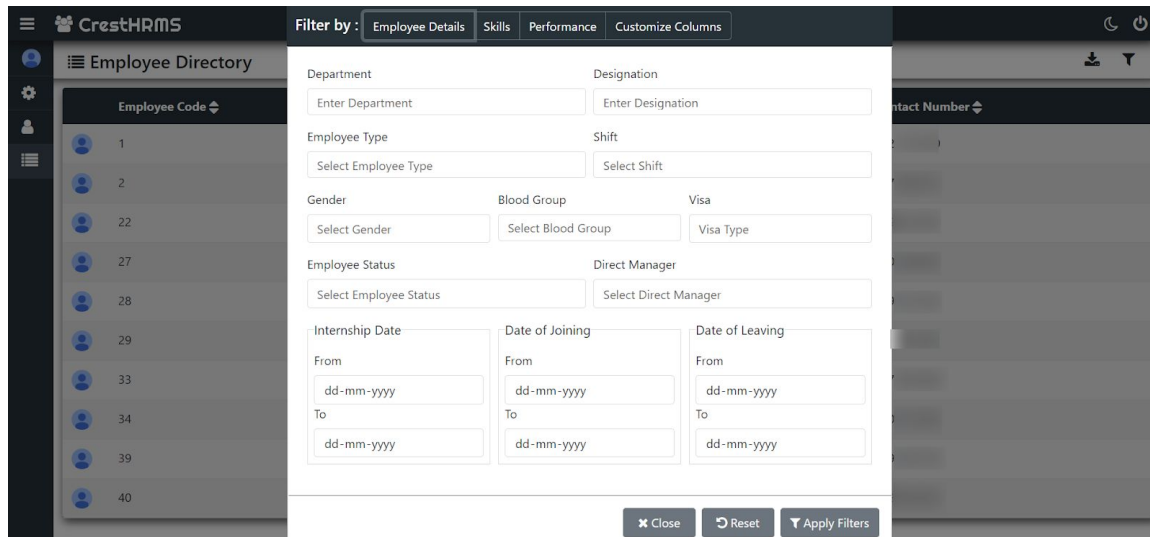 CrestHRMS
Filter by : Employee Details Skills Performance Customize Columns
Employee Directory
Department Designation
Enter Department Enter Designation
Employee Code ntact Number
Employee Type Shift
1
Select Employee Type Select Shift
2
Gender Blood Group Visa
22
Select Gender Select Blood Group Visa Type
27
Employee Status Direct Manager
28
Select Employee Status Select Direct Manager
Internship Date Date of Joining Date of Leaving
29
From From From
33
dd-mm-yyyy dd-mm-yyyy dd-mm-yyyy
To To To
34
dd-mm-yyyy dd-mm-yyyy dd-mm-yyyy
39
40
Close Reset Apply Filters